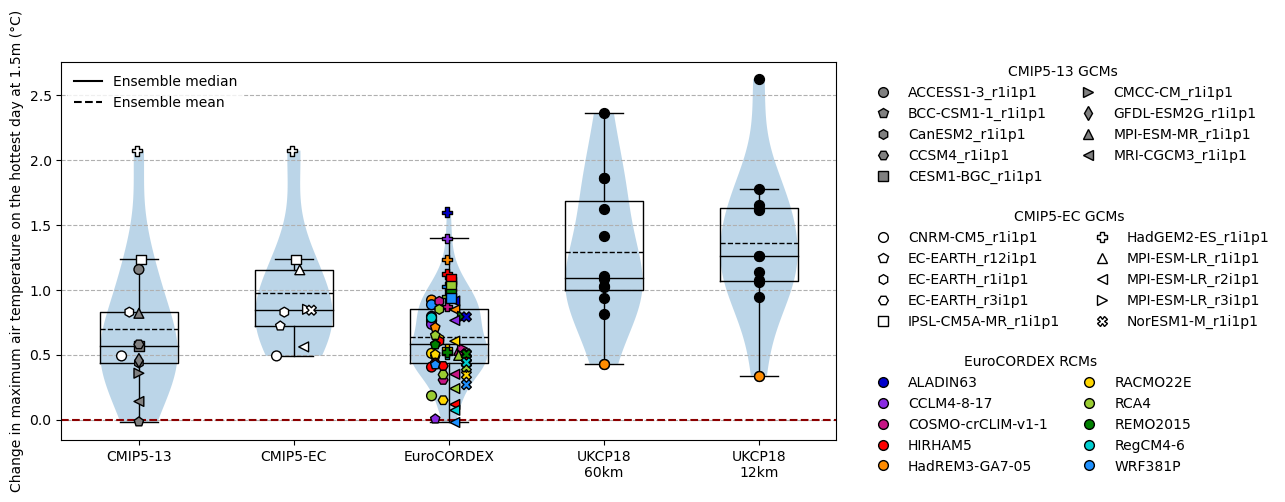 Change in maximum air temperature on the hottest day at 1.5m (°C)
Ensemble median
Ensemble mean
2.5
2.0
1.5
1.0
0.5
0.0
CMIP5-13
CMIP5-EC
EuroCORDEX
UKCP18
60km
UKCP18
12km
CMIP5-13 GCMs
ACCESS1-3_r1i1p1
BCC-CSM1-1_r1i1p1
CanESM2_r1i1p1
CCSM4_r1i1p1
CESM1-BGC_r1i1p1
CMCC-CM_r1i1p1
GFDL-ESM2G_r1i1p1
MPI-ESM-MR_r1i1p1
MRI-CGCM3_r1i1p1
CMIP5-EC GCMs
CNRM-CM5_r1i1p1
EC-EARTH_r12i1p1
EC-EARTH_r1i1p1
EC-EARTH_r3i1p1
IPSL-CM5A-MR_r1i1p1
HadGEM2-ES_r1i1p1
MPI-ESM-LR_r1i1p1
MPI-ESM-LR_r2i1p1
MPI-ESM-LR_r3i1p1
NorESM1-M_r1i1p1
EuroCORDEX RCMs
ALADIN63
CCLM4-8-17
COSMO-crCLIM-v1-1
HIRHAM5
HadREM3-GA7-05
RACMO22E
RCA4
REMO2015
RegCM4-6
WRF381P